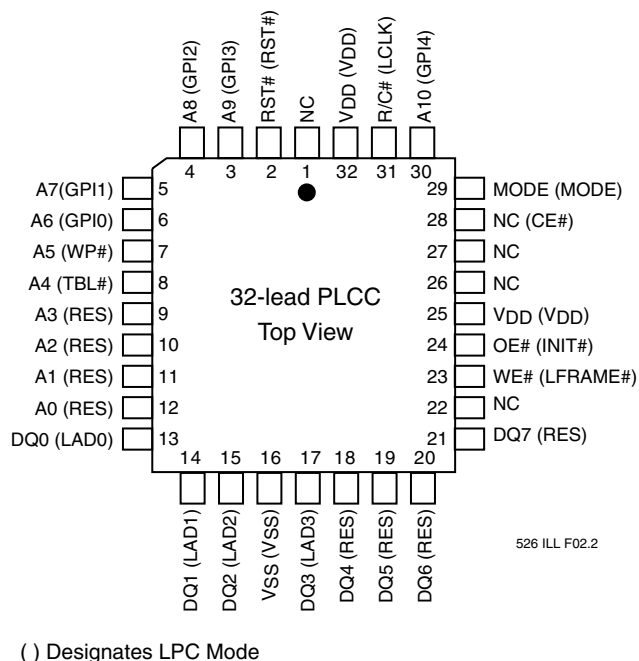 A8 (GPI2)
A9 (GPI3)
RST# (RST#)
NC
VDD (VDD)
R/C# (LCLK)
A10 (GPI4)
4 3 2 1 32 31 30
A7(GPI1) 5
A6 (GPI0) 6
A5 (WP#) 7
A4 (TBL#) 8
A3 (RES) 9
A2 (RES) 10
A1 (RES) 11
A0 (RES) 12
DQ0 (LAD0) 13
32-lead PLCC
Top View
29 MODE (MODE)
28 NC (CE#)
27 NC
26 NC
25 VDD (VDD)
24 OE# (INIT#)
23 WE# (LFRAME#)
22 NC
21 DQ7 (RES)
14 15 16 17 18 19 20
DQ1 (LAD1)
DQ2 (LAD2)
VSS (VSS)
DQ3 (LAD3)
DQ4 (RES)
DQ5 (RES)
DQ6 (RES)
526 ILL F02.2
( ) Designates LPC Mode